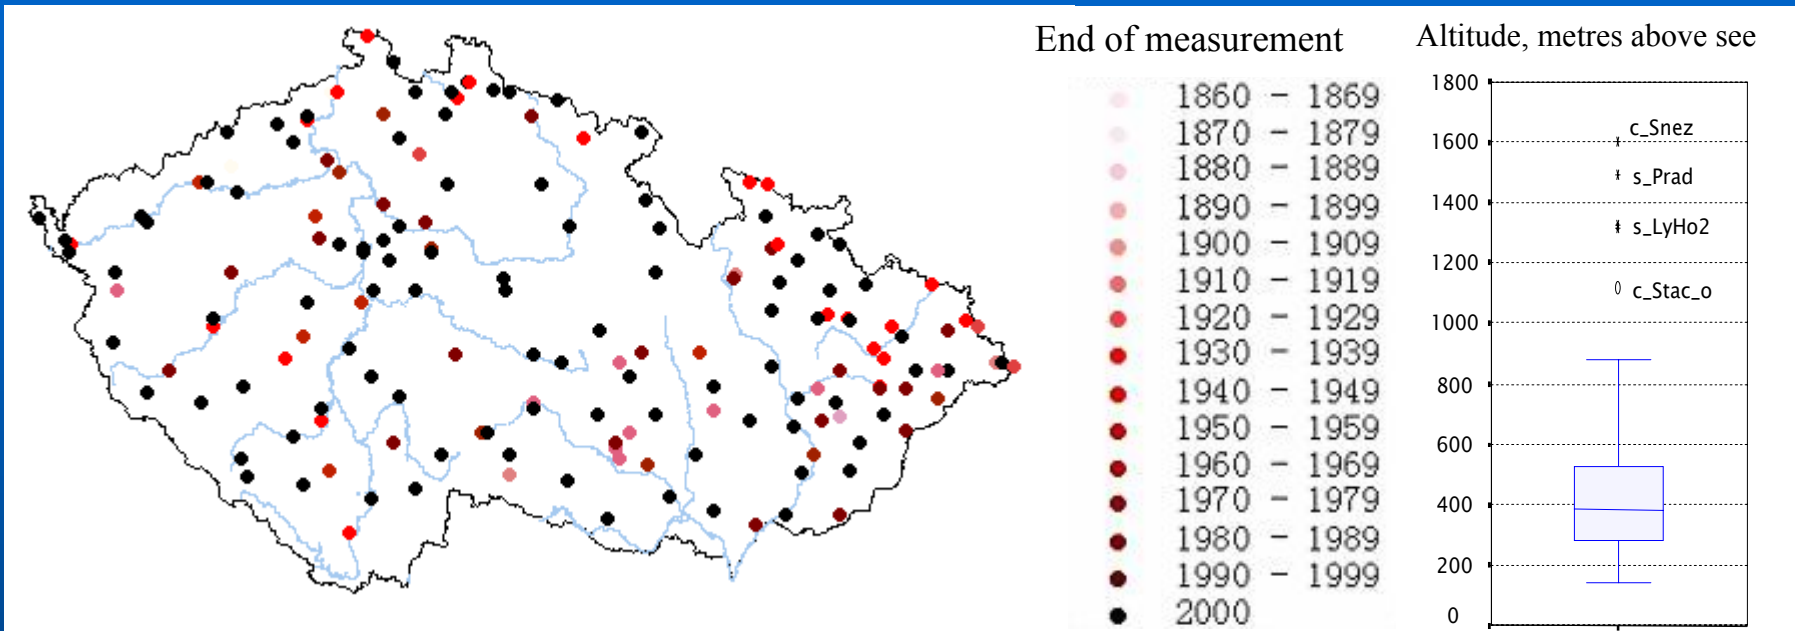 End of measurement
1860 - 1869
1870 - 1879
1880 - 1889
1890 - 1899
1900 - 1909
1910 - 1919
1920 - 1929
1930 - 1939
1940 - 1949
1950 - 1959
1960 - 1969
1970 - 1979
1980 - 1989
1990 - 1999
2000
Altitude, metres above see
1800
1600
1400
1200
1000
800
600
400
200
0
c_Snez
s_Prad
s_LyHo2
c_Stac_o